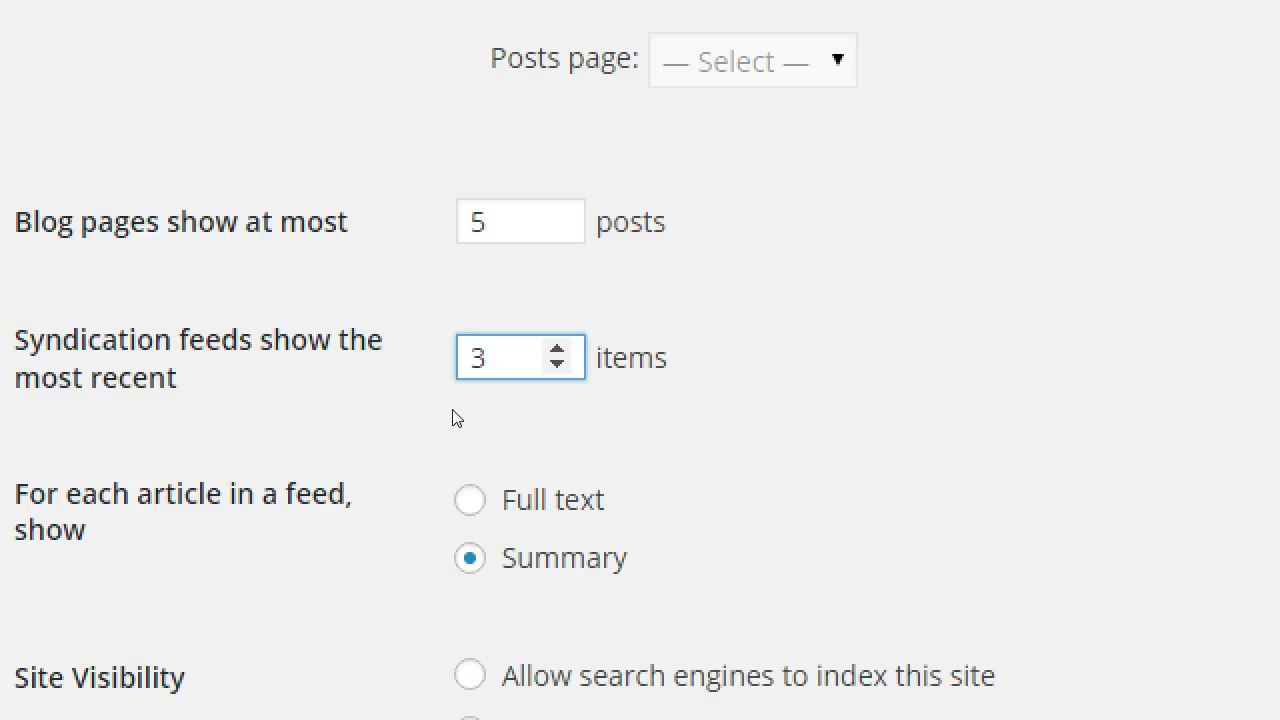 Posts page: — Select —
Blog pages show at most 5 posts
Syndication feeds show the
most recent 3 items
For each article in a feed,
show
Full text
Summary
Site Visibility Allow search engines to index this site